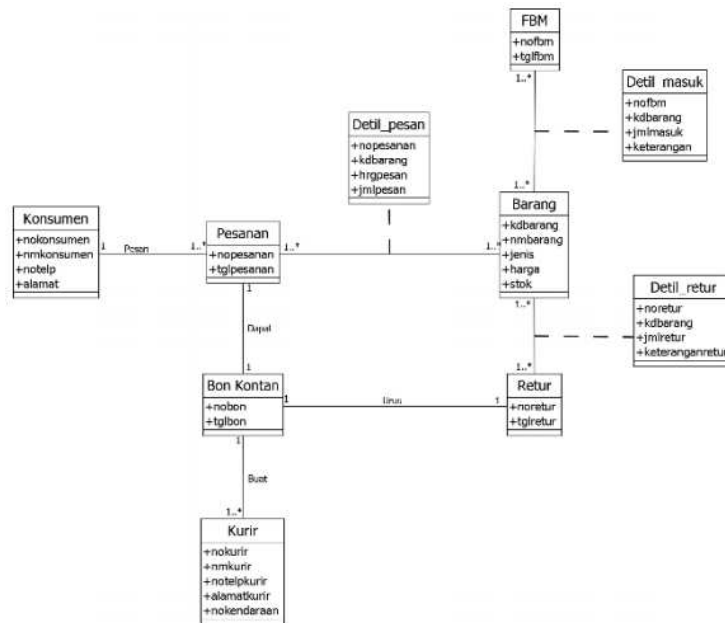 FBM
+nofbm
+tglfbm
1..*
Detil_masuk
+nofbm
+kdbarang
+jmlmasuk
+keterangan
Detil_pesan
+nopesanan
+kdbarang
+hrgpesan
+jmlpesan
1..*
Konsumen
+nokonsumen
+nmkonsumen
+notelp
+alamat
1
Pesan
1..*
Pesanan
+nopesanan
+tglpesanan
1..*
1..*
Barang
+kdbarang
+nmbarang
+jenis
+harga
+stok
1
1..*
Detil_retur
+noretur
+kdbarang
+jmlretur
+keteranganretur
Dapat
1
1..*
Bon Kontan
+nobon
+tglbon
1
1
Retur
+noretur
+tglretur
1
Buat
1..*
Kurir
+nokurir
+nmkurir
+notelpkurir
+alamatkurir
+nokendaraan